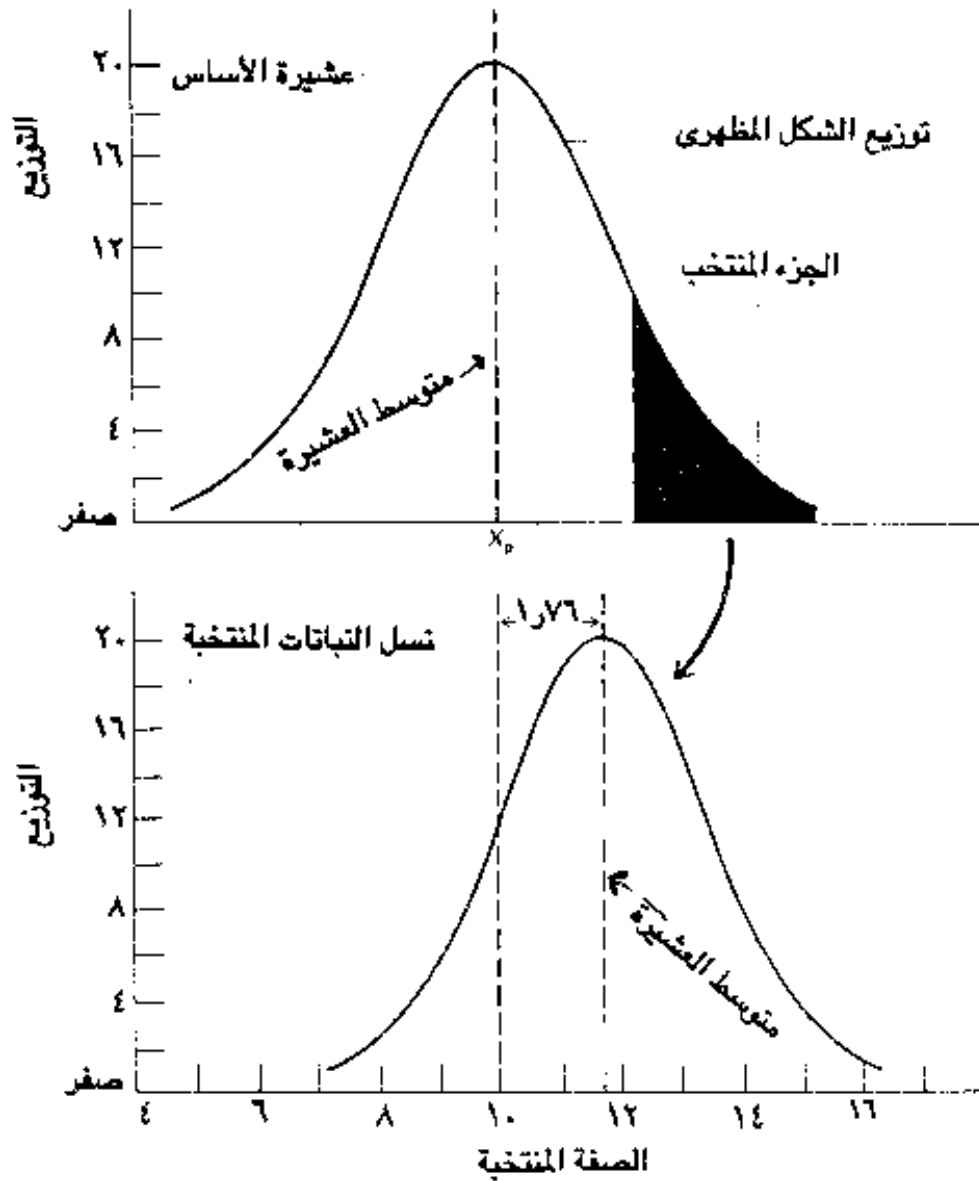 عشيرة الأساس
توزيع الشكل المظهرى
الجزء المنتخب
متوسط العشيرة
التوزيع
٢٠
١٦
١٢
٨
٤
صفر
Xp
نسل النباتات المنتخبة
١٫٧٦
متوسط العشيرة
التوزيع
٢٠
١٦
١٢
٨
٤
صفر
٤ ٦ ٨ ١٠ ١٢ ١٤ ١٦
الصفة المنتخبة